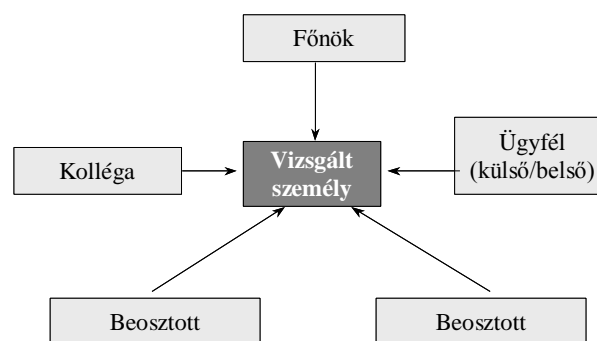 Főnök
Kolléga
Vizsgált
személy
Ügyfél
(külső/belső)
Beosztott
Beosztott